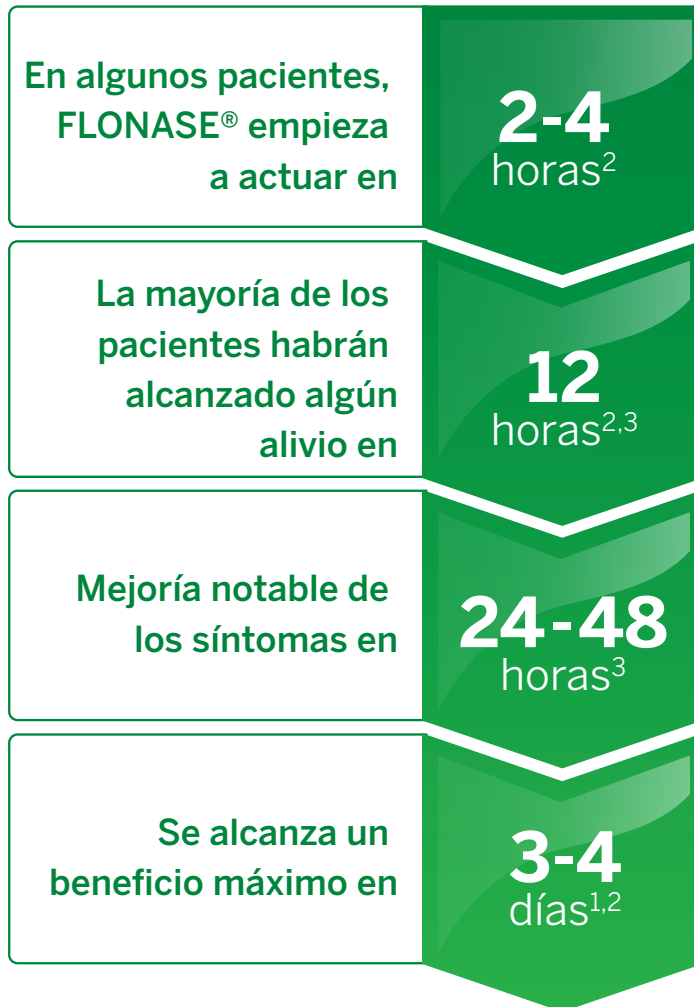 En algunos pacientes,
FLONASE® empieza
a actuar en
2-4
horas²
La mayoría de los
pacientes habrán
alcanzado algún
alivio en
12
horas²,³
Mejoría notable de
los síntomas en
24-48
horas³
Se alcanza un
beneficio máximo en
3-4
días¹,²